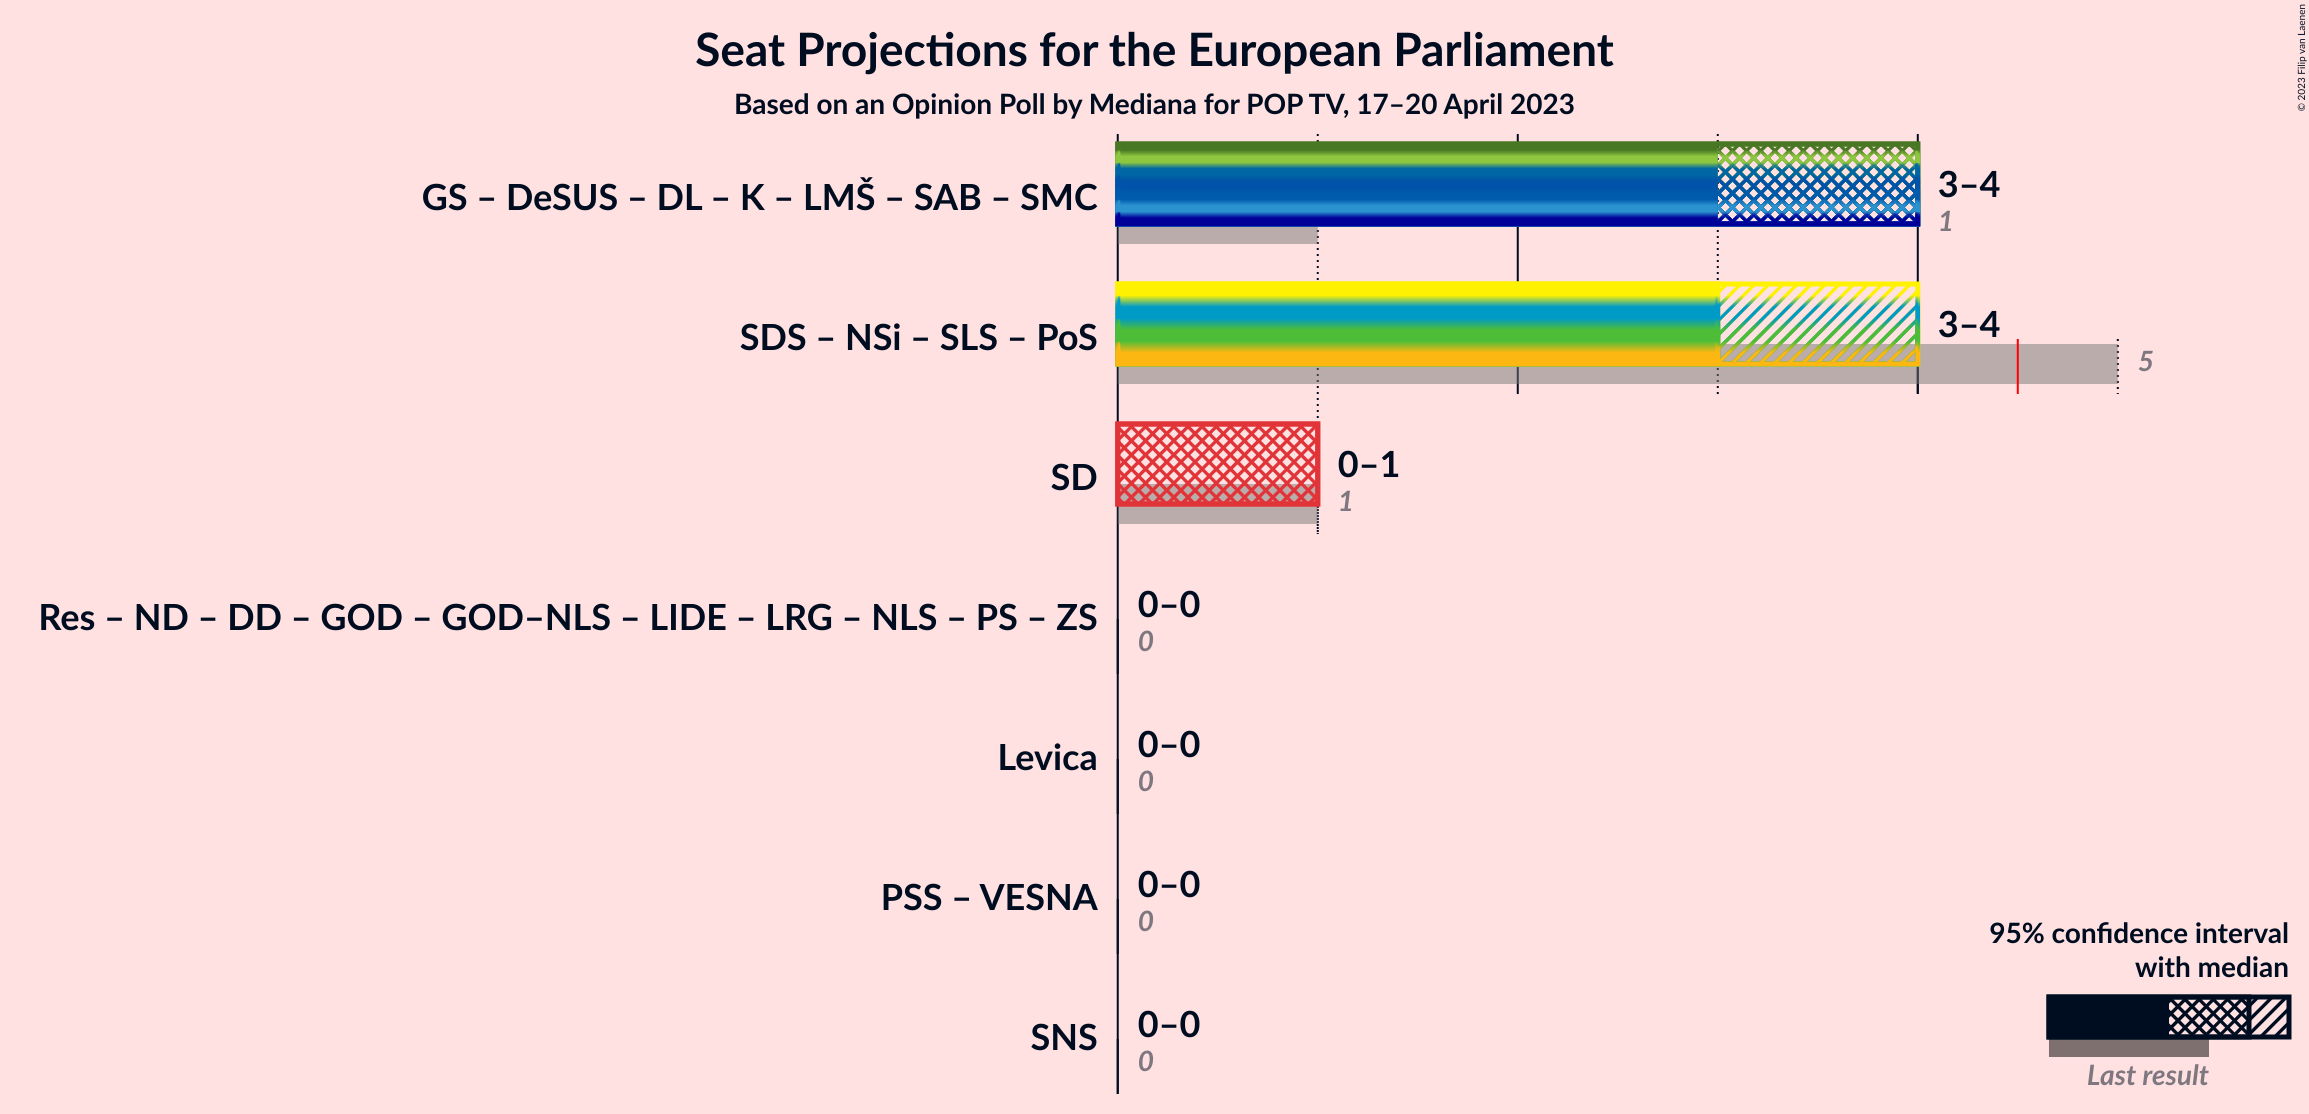 Seat Projections for the European Parliament
Based on an Opinion Poll by Mediana for POP TV, 17–20 April 2023
© 2023 Filip van Laenen
GS – DeSUS – DL – K – LMŠ – SAB – SMC
3–4
1
SDS – NSi – SLS – PoS
3–4
5
SD
0–1
1
Res – ND – DD – GOD – GOD–NLS – LIDE – LRG – NLS – PS – ZS
0–0
0
Levica
0–0
0
PSS – VESNA
0–0
0
SNS
0–0
0
95% confidence interval
with median
Last result